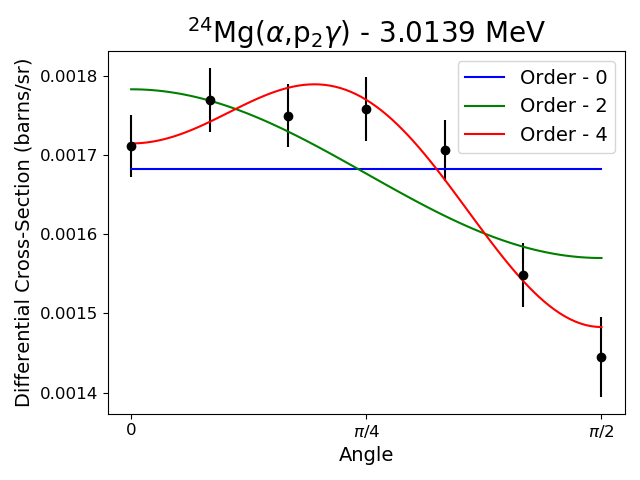 ²⁴Mg(α,p₂γ) - 3.0139 MeV
Order - 0
Order - 2
Order - 4
Differential Cross-Section (barns/sr)
0.0018
0.0017
0.0016
0.0015
0.0014
0
π/4
π/2
Angle